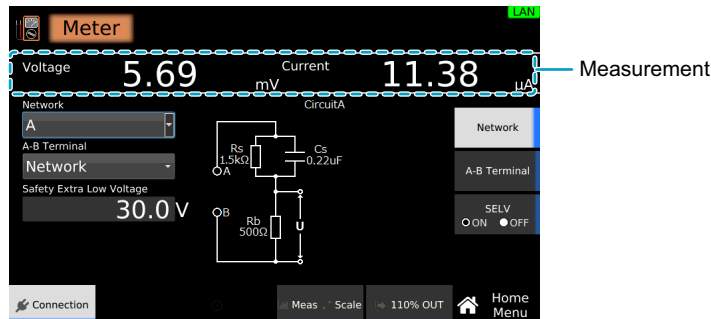 LAN
Meter
Voltage 5.69 mV Current 11.38 μA
Measurement
Network
CircuitA
A
Network
A-B Terminal
Rs
1.5kΩ
Cs
0.22uF
A
Network
A-B Terminal
Safety Extra Low Voltage
30.0 V
B
Rb
500Ω
U
SELV
ON OFF
Connection
Meas Scale
110% OUT
Home
Menu